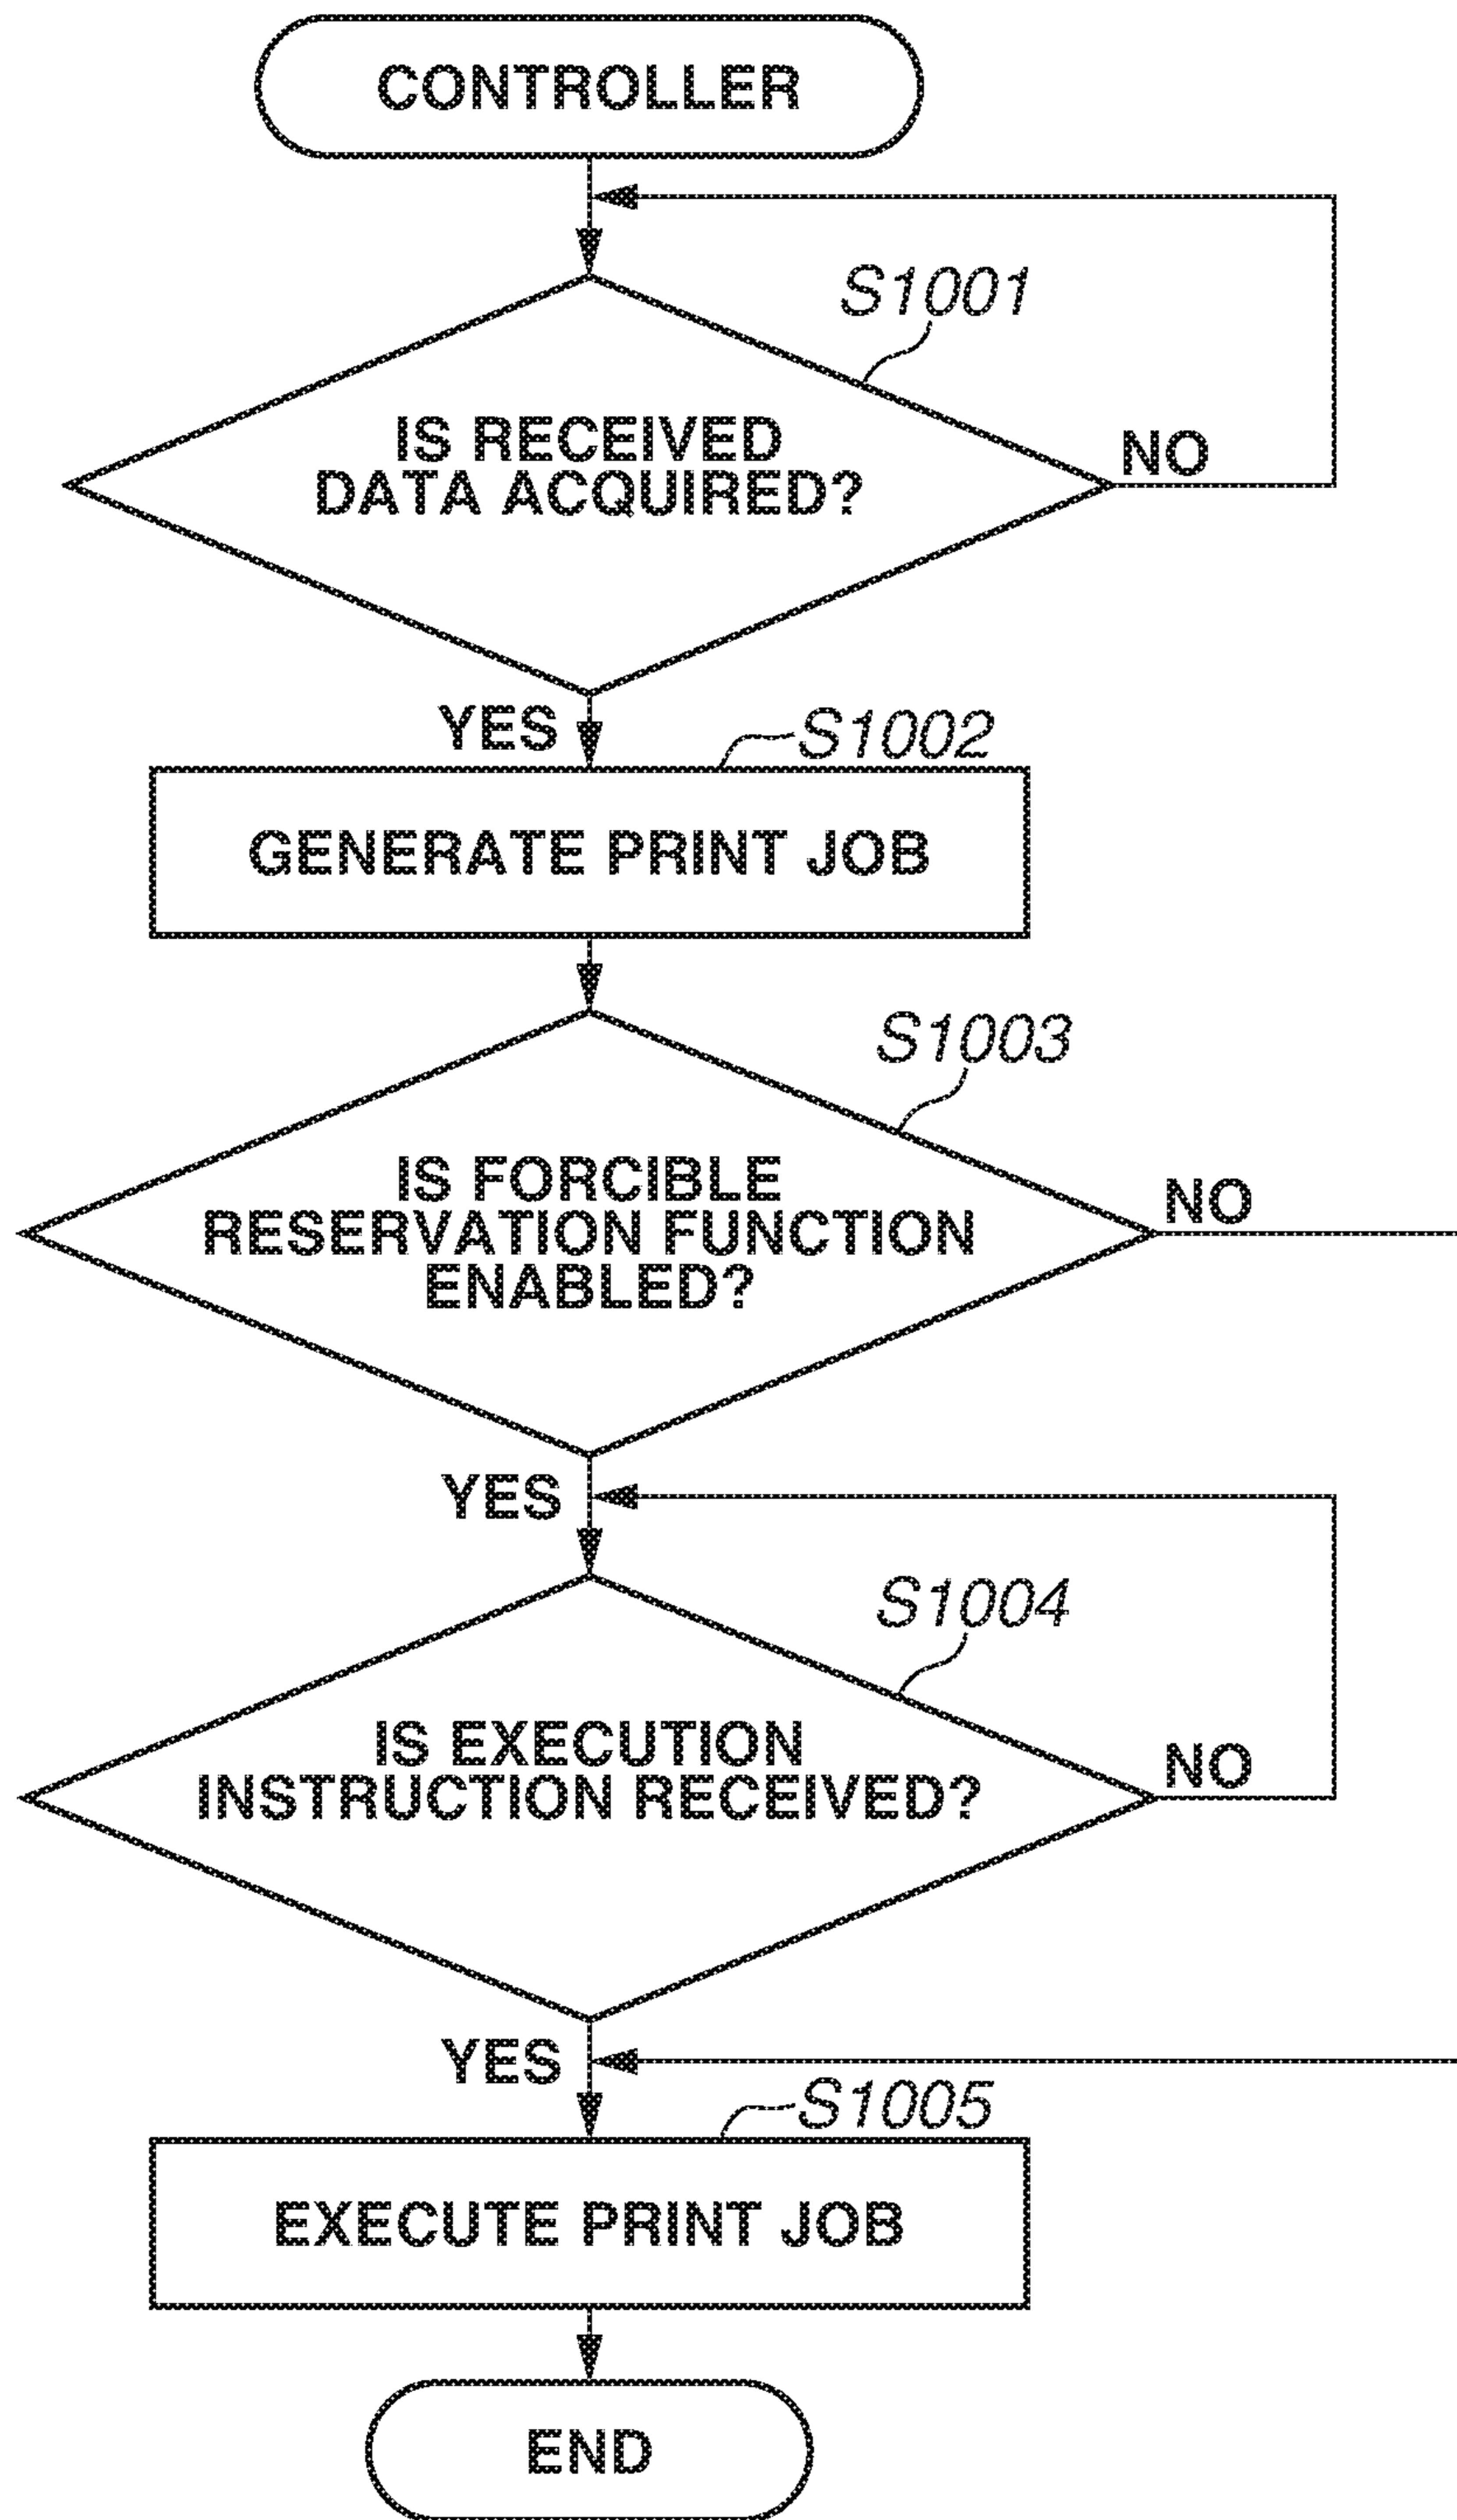 CONTROLLER
S1001
IS RECEIVED
DATA ACQUIRED?
NO
YES
S1002
GENERATE PRINT JOB
S1003
IS FORCIBLE
RESERVATION FUNCTION
ENABLED?
NO
YES
S1004
IS EXECUTION
INSTRUCTION RECEIVED?
NO
YES
S1005
EXECUTE PRINT JOB
END